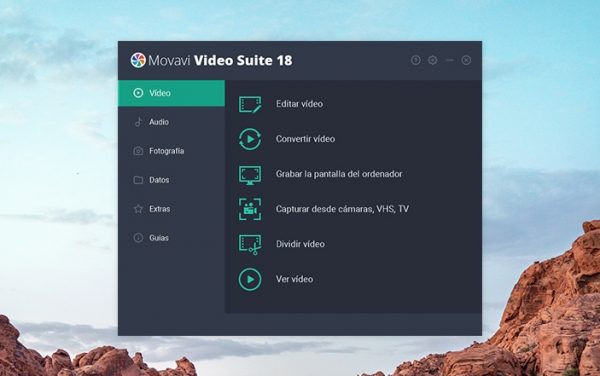 Movavi Video Suite 18
Vídeo
Audio
Fotografía
Datos
Extras
Guías
Editar vídeo
Convertir vídeo
Grabar la pantalla del ordenador
Capturar desde cámaras, VHS, TV
Dividir vídeo
Ver vídeo